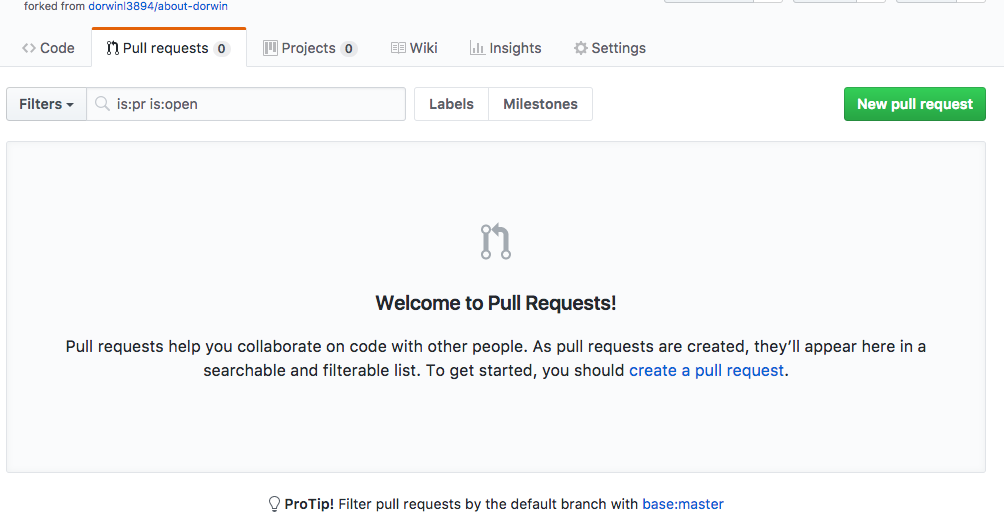 forked from dorwinl3894/about-dorwin
Code Pull requests 0 Projects 0 Wiki Insights Settings
Filters is:pr is:open Labels Milestones New pull request
Welcome to Pull Requests!
Pull requests help you collaborate on code with other people. As pull requests are created, they’ll appear here in a
searchable and filterable list. To get started, you should create a pull request.
ProTip! Filter pull requests by the default branch with base:master